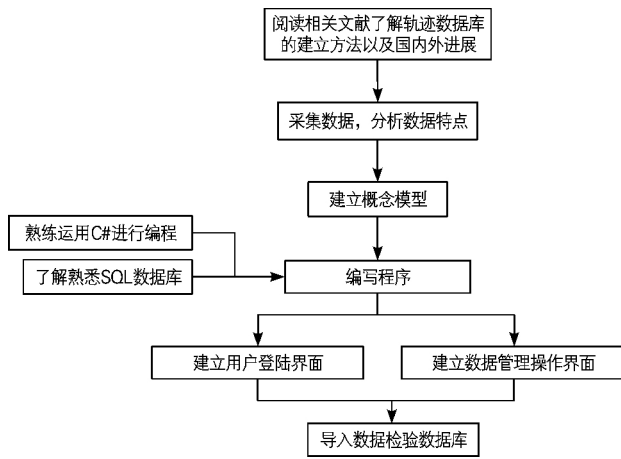 阅读相关文献了解轨迹数据库
的建立方法以及国内外进展
采集数据，分析数据特点
建立概念模型
熟练运用C#进行编程
了解熟悉SQL数据库
编写程序
建立用户登陆界面
建立数据管理操作界面
导入数据检验数据库